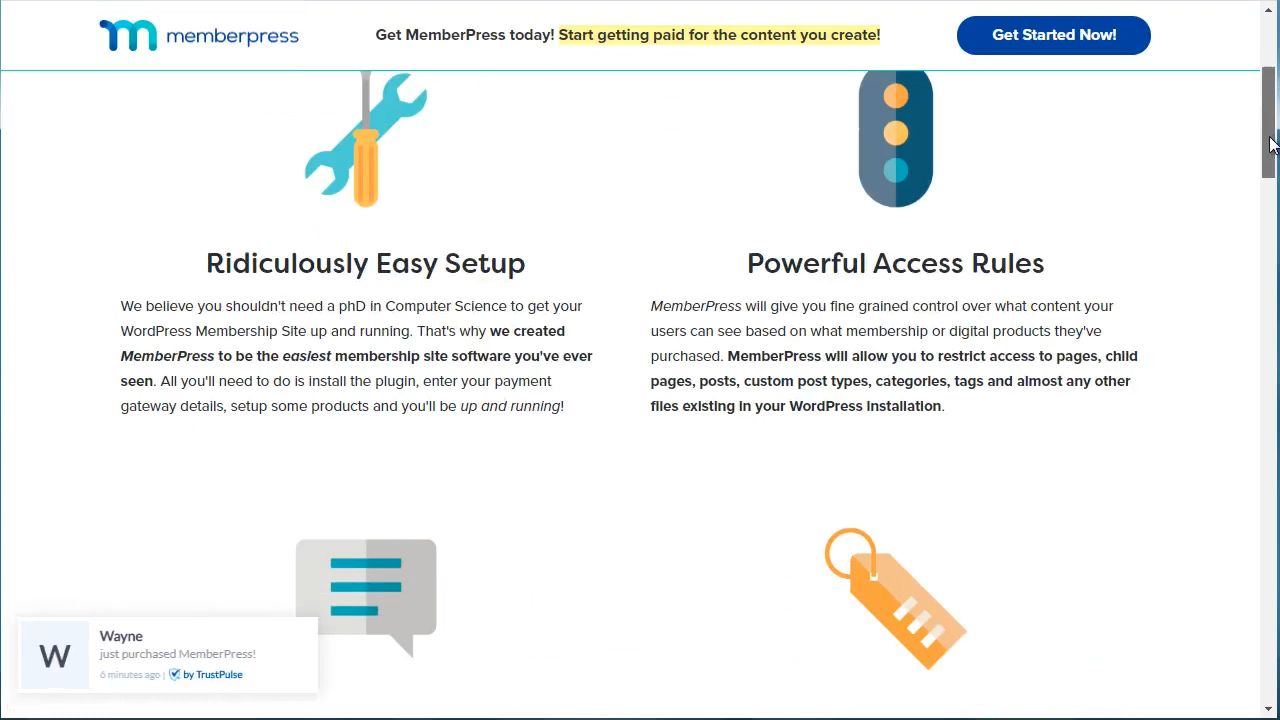 memberpress
Get MemberPress today! Start getting paid for the content you create!
Get Started Now!
Ridiculously Easy Setup
We believe you shouldn't need a phD in Computer Science to get your
WordPress Membership Site up and running. That's why we created
MemberPress to be the easiest membership site software you've ever
seen. All you'll need to do is install the plugin, enter your payment
gateway details, setup some products and you'll be up and running!
Powerful Access Rules
MemberPress will give you fine grained control over what content your
users can see based on what membership or digital products they've
purchased. MemberPress will allow you to restrict access to pages, child
pages, posts, custom post types, categories, tags and almost any other
files existing in your WordPress installation.
W
Wayne
just purchased MemberPress!
6 minutes ago | by TrustPulse